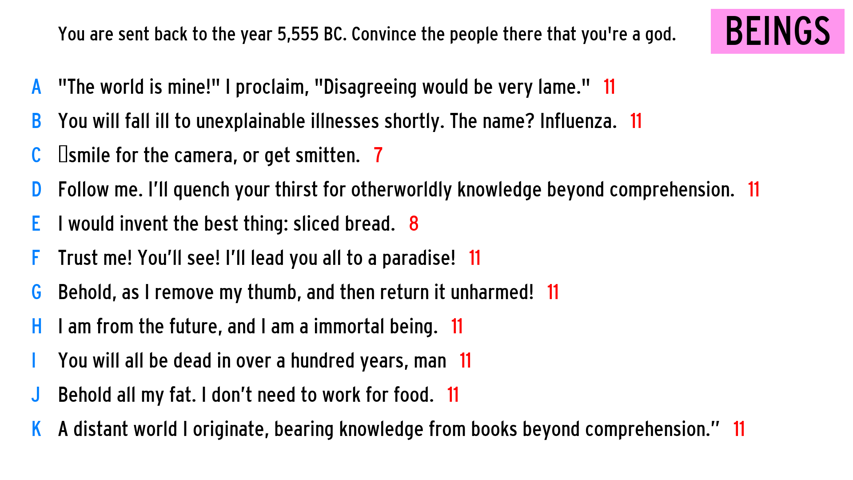 You are sent back to the year 5,555 BC. Convince the people there that you're a god.
BEINGS
A "The world is mine!" I proclaim, "Disagreeing would be very lame." 11
B You will fall ill to unexplainable illnesses shortly. The name? Influenza. 11
C smile for the camera, or get smitten. 7
D Follow me. I’ll quench your thirst for otherworldly knowledge beyond comprehension. 11
E I would invent the best thing: sliced bread. 8
F Trust me! You’ll see! I’ll lead you all to a paradise! 11
G Behold, as I remove my thumb, and then return it unharmed! 11
H I am from the future, and I am a immortal being. 11
I You will all be dead in over a hundred years, man 11
J Behold all my fat. I don’t need to work for food. 11
K A distant world I originate, bearing knowledge from books beyond comprehension.” 11